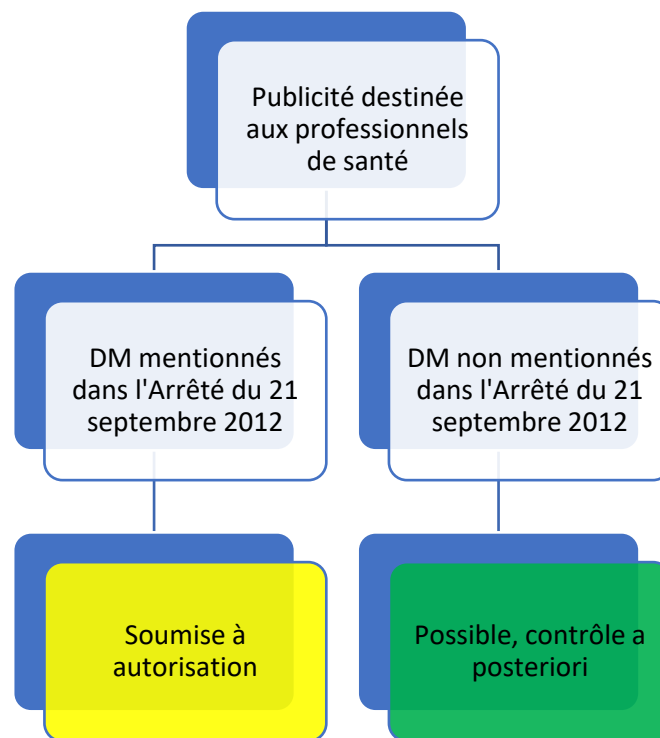 Publicité destinée
aux professionnels
de santé
DM mentionnés
dans l'Arrêté du 21
septembre 2012
DM non mentionnés
dans l'Arrêté du 21
septembre 2012
Soumise à
autorisation
Possible, contrôle a
posteriori